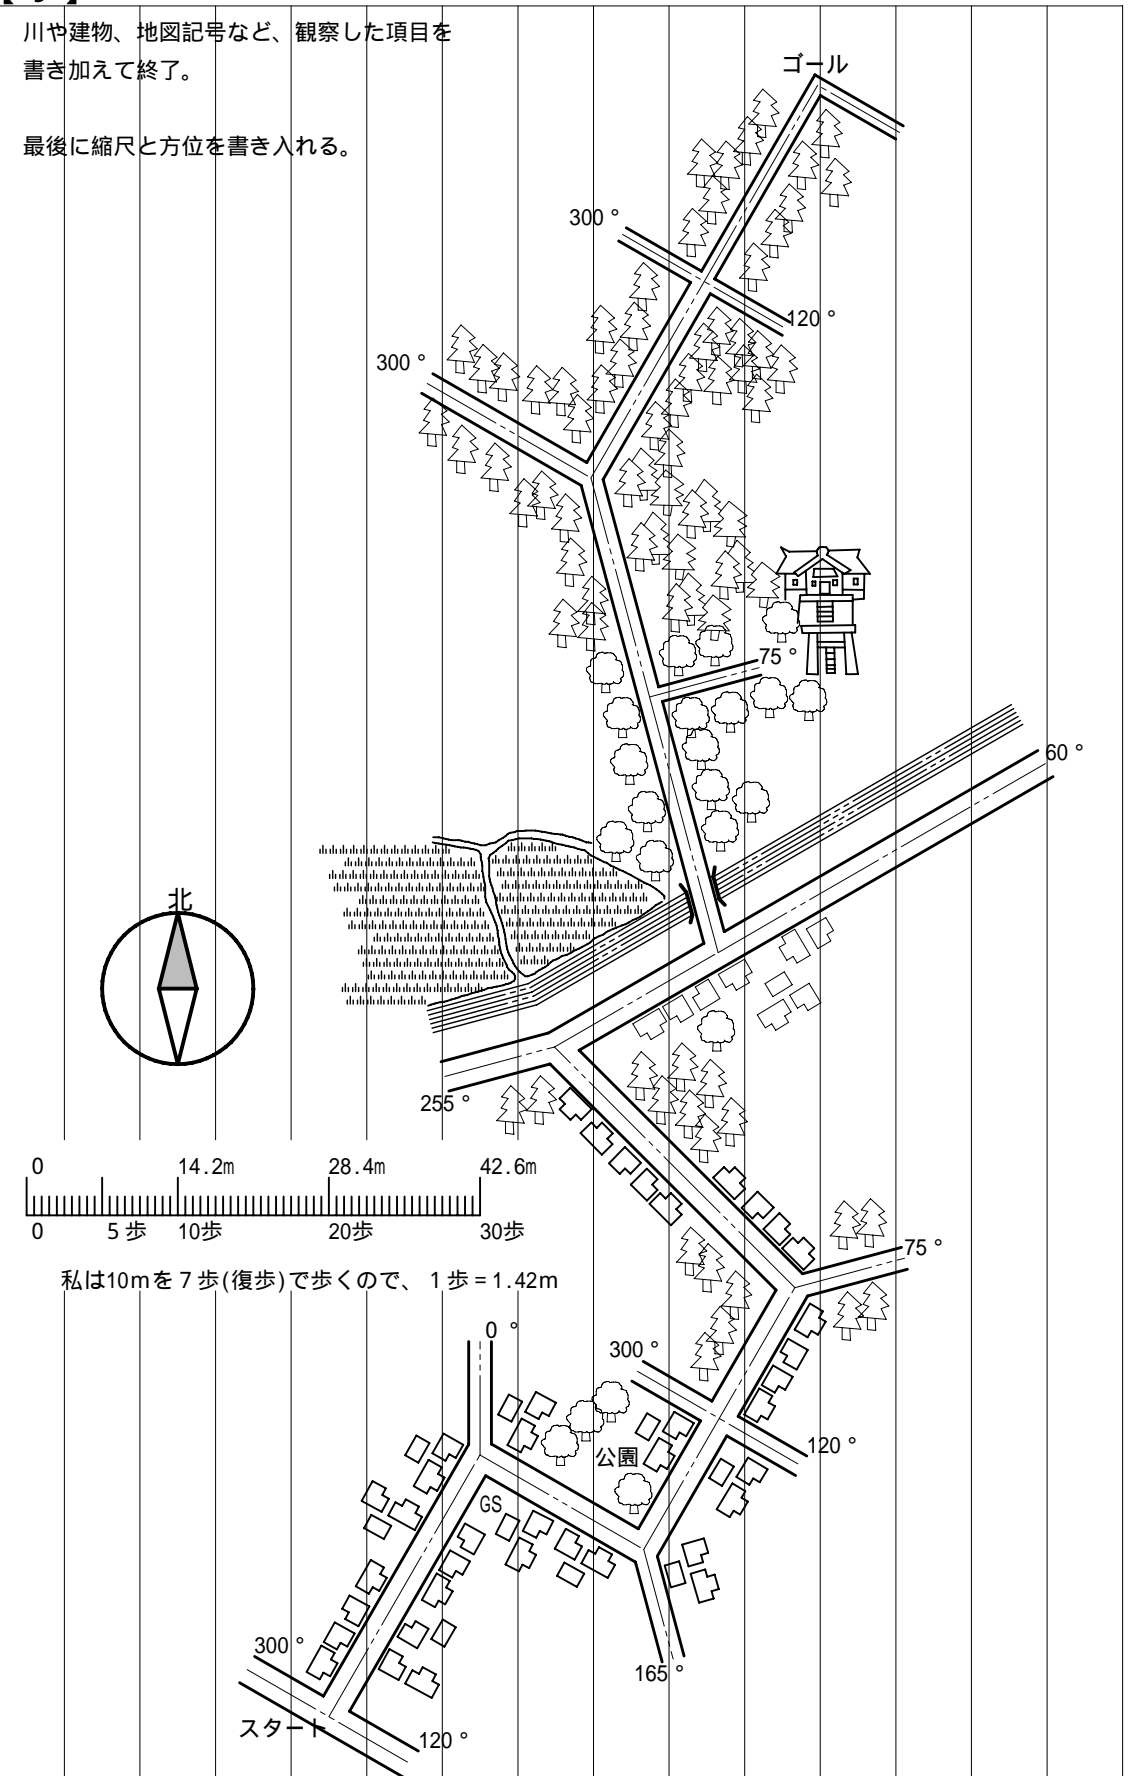 川や建物、地図記号など、観察した項目を
書き加えて終了。
最後に縮尺と方位を書き入れる。
ゴール
300°
120°
300°
75°
60°
北
255°
0 14.2m 28.4m 42.6m
0 5歩 10歩 20歩 30歩
75°
私は10mを7歩(復歩)で歩くので、1歩=1.42m
0°
300°
120°
公園
GS
300°
165°
スタート
120°